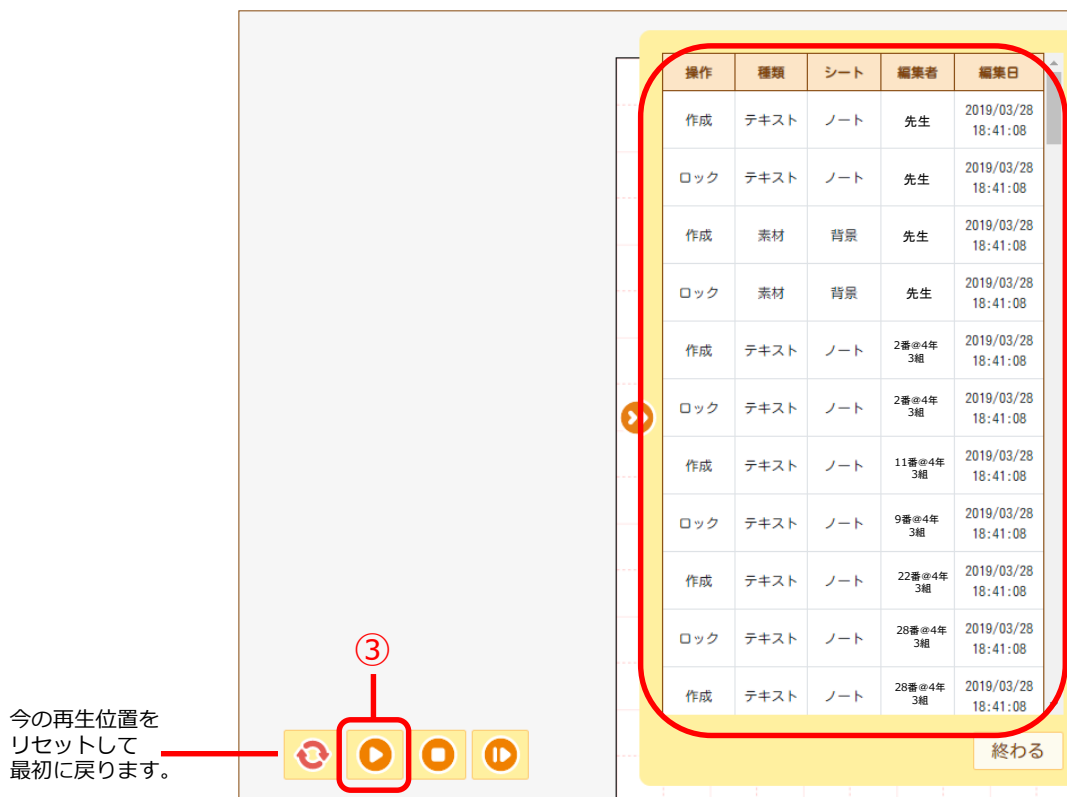 操作 種類 シート 編集者 編集日
作成 テキスト ノート 先生 2019/03/28
18:41:08
ロック テキスト ノート 先生 2019/03/28
18:41:08
作成 素材 背景 先生 2019/03/28
18:41:08
ロック 素材 背景 先生 2019/03/28
18:41:08
作成 テキスト ノート 2番@4年 2019/03/28
3組 18:41:08
ロック テキスト ノート 2番@4年 2019/03/28
3組 18:41:08
作成 テキスト ノート 11番@4年 2019/03/28
3組 18:41:08
ロック テキスト ノート 9番@4年 2019/03/28
3組 18:41:08
作成 テキスト ノート 22番@4年 2019/03/28
3組 18:41:08
ロック テキスト ノート 28番@4年 2019/03/28
3組 18:41:08
作成 テキスト ノート 28番@4年 2019/03/28
3組 18:41:08
③
今の再生位置を
リセットして
最初に戻ります。
終わる